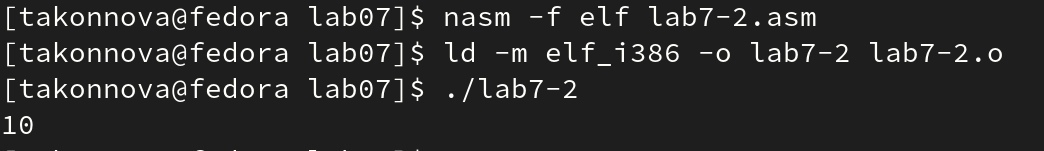 [takonnova@fedora lab07]$ nasm -f elf lab7-2.asm
[takonnova@fedora lab07]$ ld -m elf_i386 -o lab7-2 lab7-2.o
[takonnova@fedora lab07]$ ./lab7-2
10